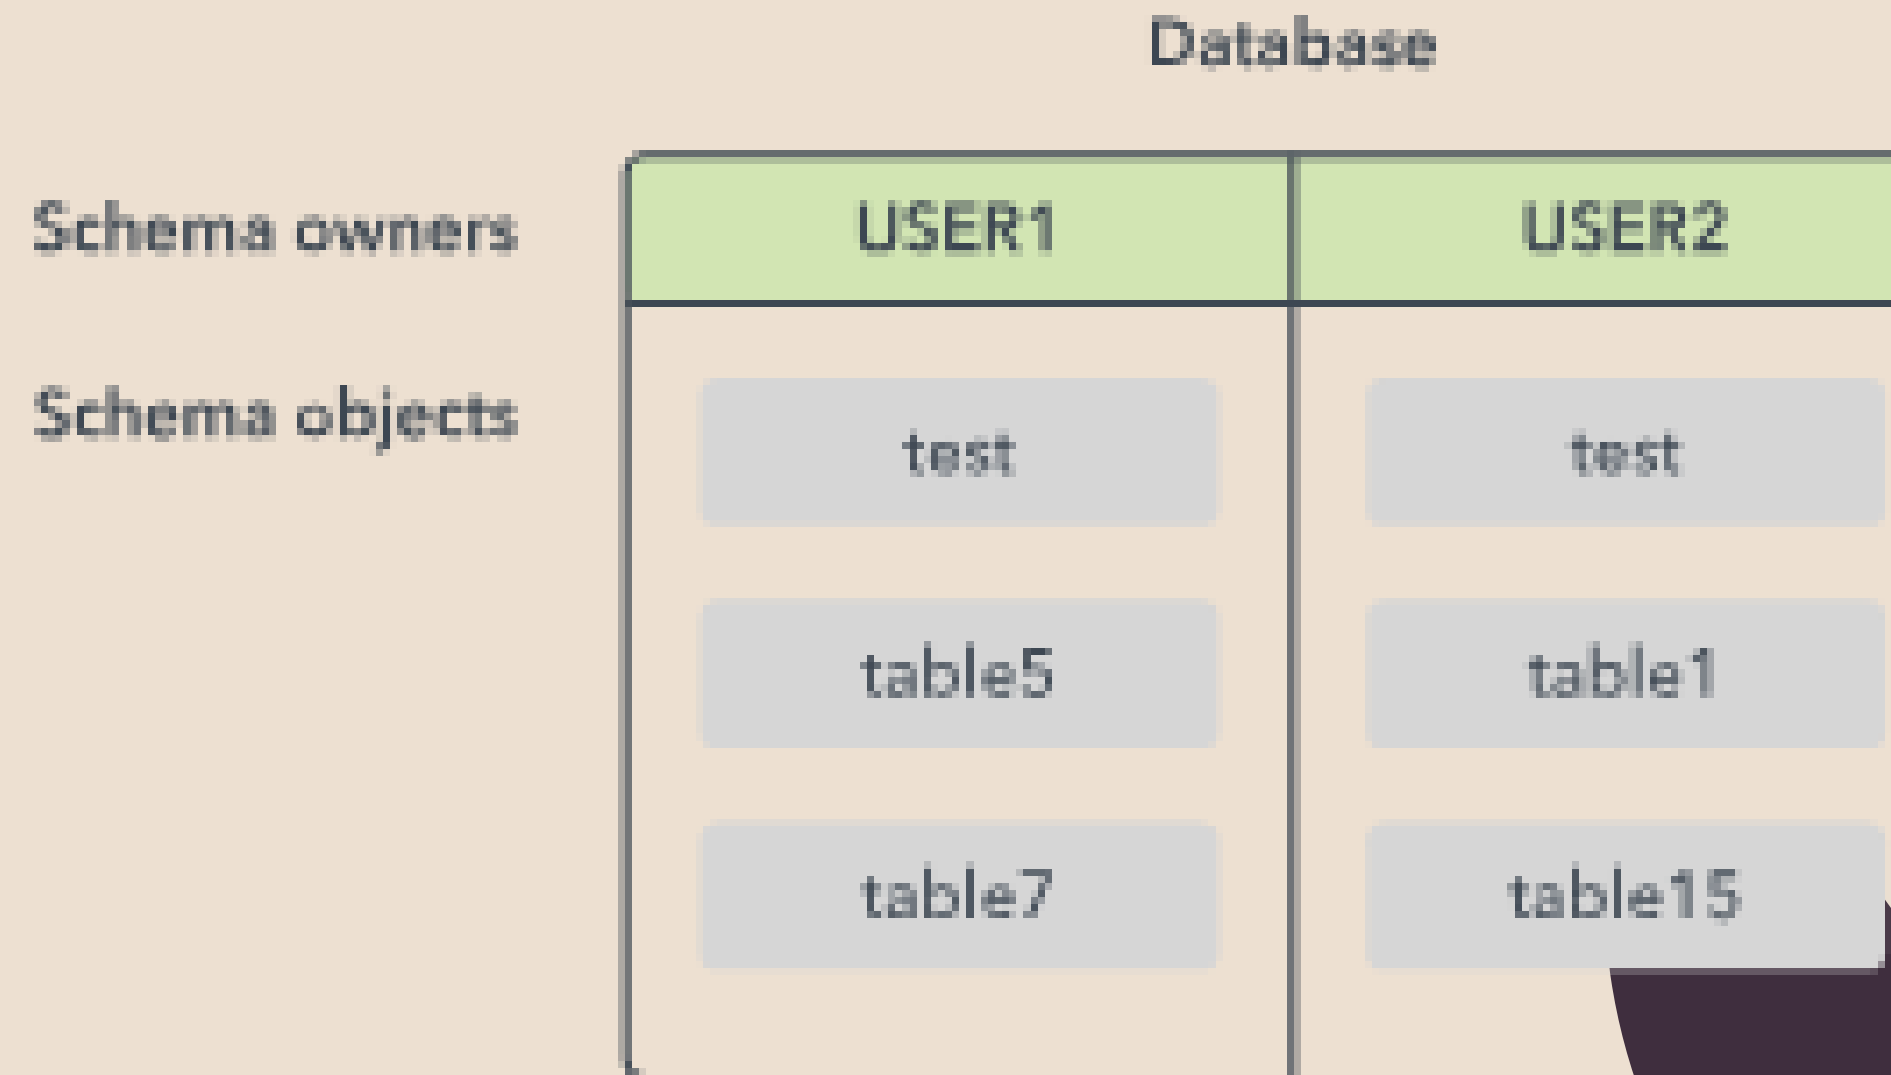 Database
Schema owners USER1 USER2
Schema objects
test test
table5 table1
table7 table15